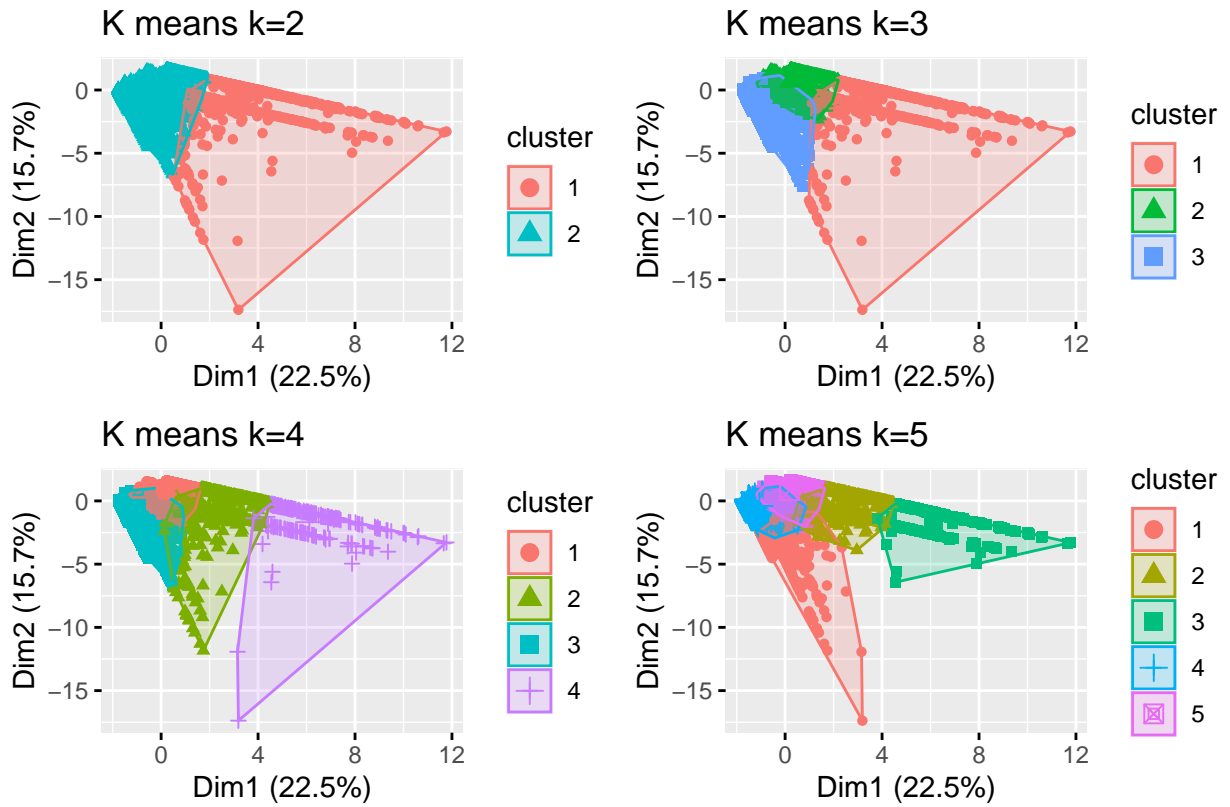 K means k=2
0
−5
−10
−15
Dim2 (15.7%)
0 4 8 12
Dim1 (22.5%)
cluster
1
2
K means k=3
0
−5
−10
−15
Dim2 (15.7%)
0 4 8 12
Dim1 (22.5%)
cluster
1
2
3
K means k=4
0
−5
−10
−15
Dim2 (15.7%)
0 4 8 12
Dim1 (22.5%)
cluster
1
2
3
4
K means k=5
0
−5
−10
−15
Dim2 (15.7%)
0 4 8 12
Dim1 (22.5%)
cluster
1
2
3
4
5